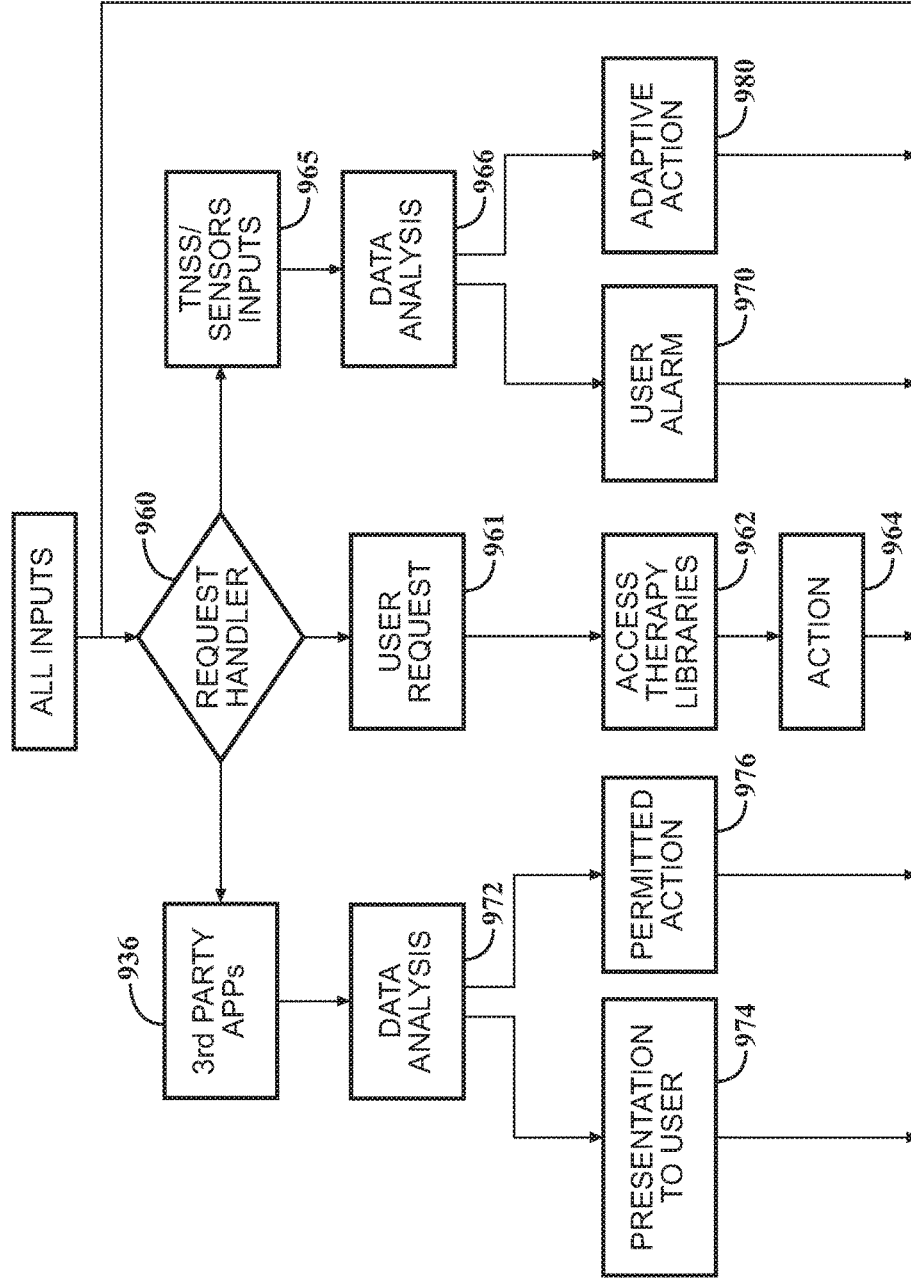 ALL INPUTS
960
REQUEST
HANDLER
936
3rd PARTY
APPs
TNSS/
SENSORS
INPUTS
965
972
DATA
ANALYSIS
USER
REQUEST
961
DATA
ANALYSIS
966
PRESENTATION
TO USER
974
PERMITTED
ACTION
976
ACCESS
THERAPY
LIBRARIES
962
USER
ALARM
970
ADAPTIVE
ACTION
980
ACTION
964